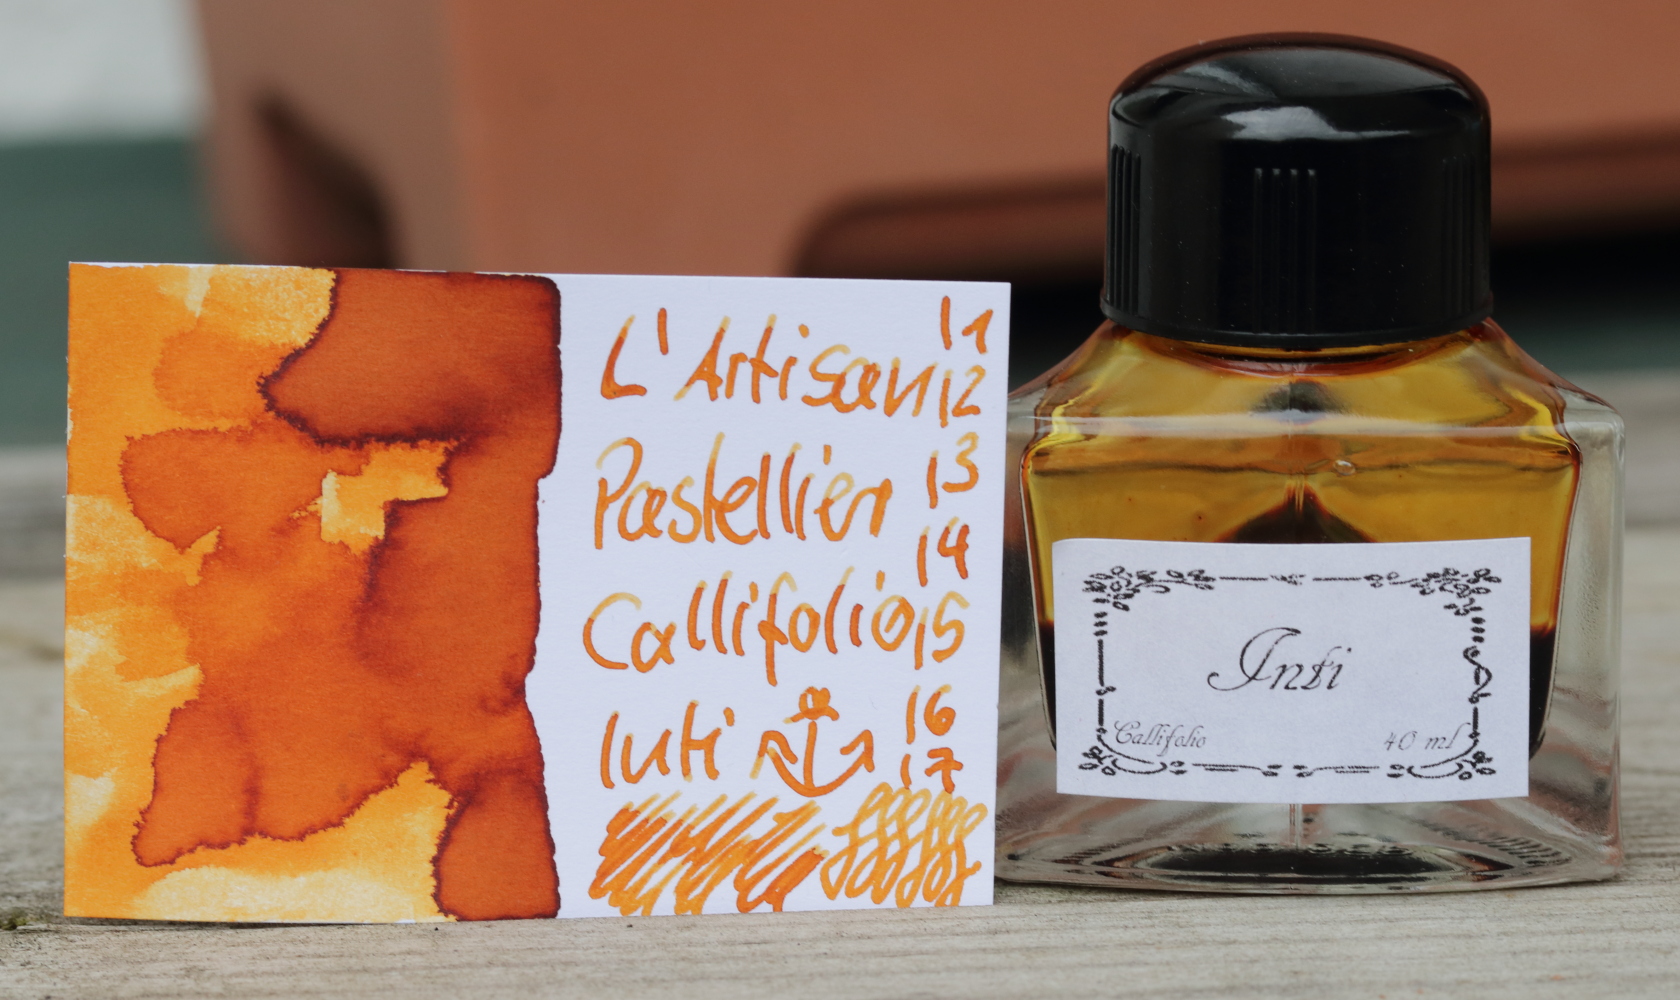 L'Artisan 11
12
Pastellier 13
14
Callifolio 15
Inti 16
17
Inti
Callifolio 40 ml